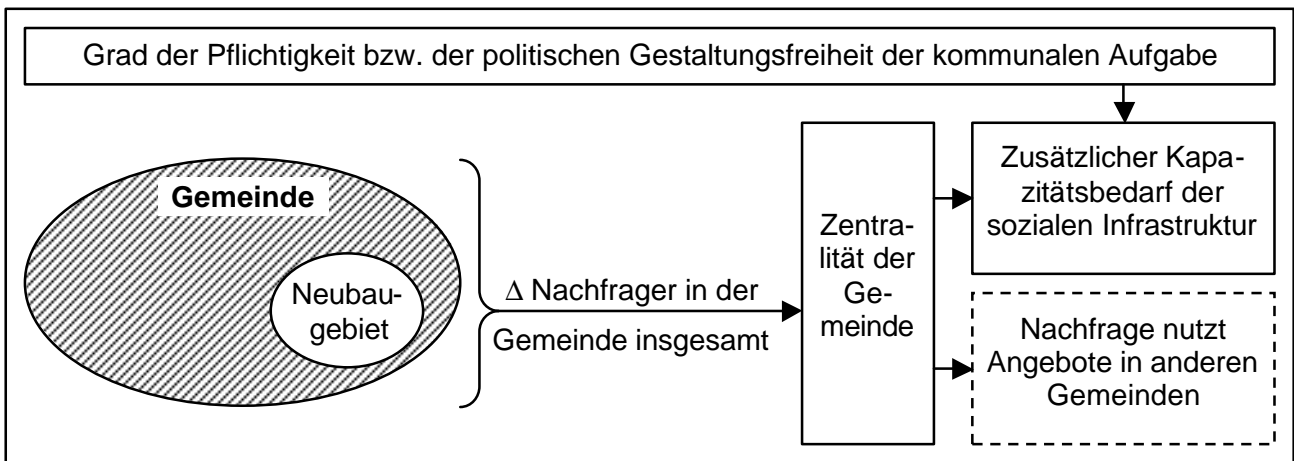 Grad der Pflichtigkeit bzw. der politischen Gestaltungsfreiheit der kommunalen Aufgabe
Gemeinde
Neubau-
gebiet
Δ Nachfrager in der
Gemeinde insgesamt
Zentra-
lität der
Ge-
meinde
Zusätzlicher Kapa-
zitätsbedarf der
sozialen Infrastruktur
Nachfrage nutzt
Angebote in anderen
Gemeinden